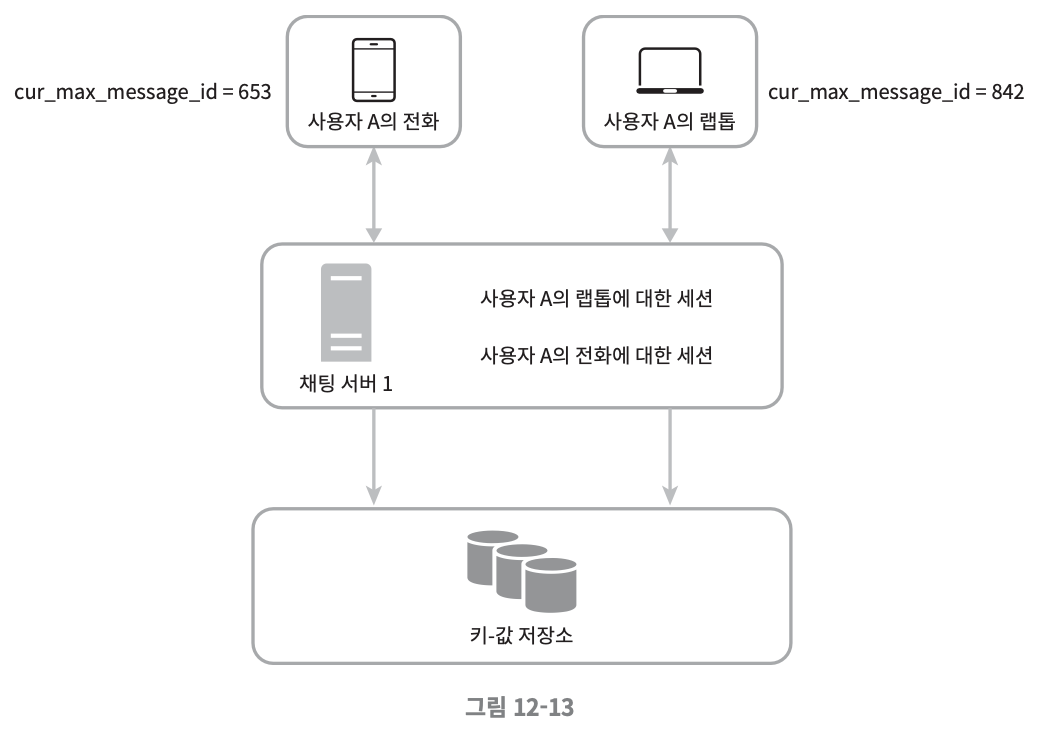 cur_max_message_id = 653
사용자 A의 전화
사용자 A의 랩톱
cur_max_message_id = 842
사용자 A의 랩톱에 대한 세션
사용자 A의 전화에 대한 세션
채팅 서버 1
키-값 저장소
그림 12-13